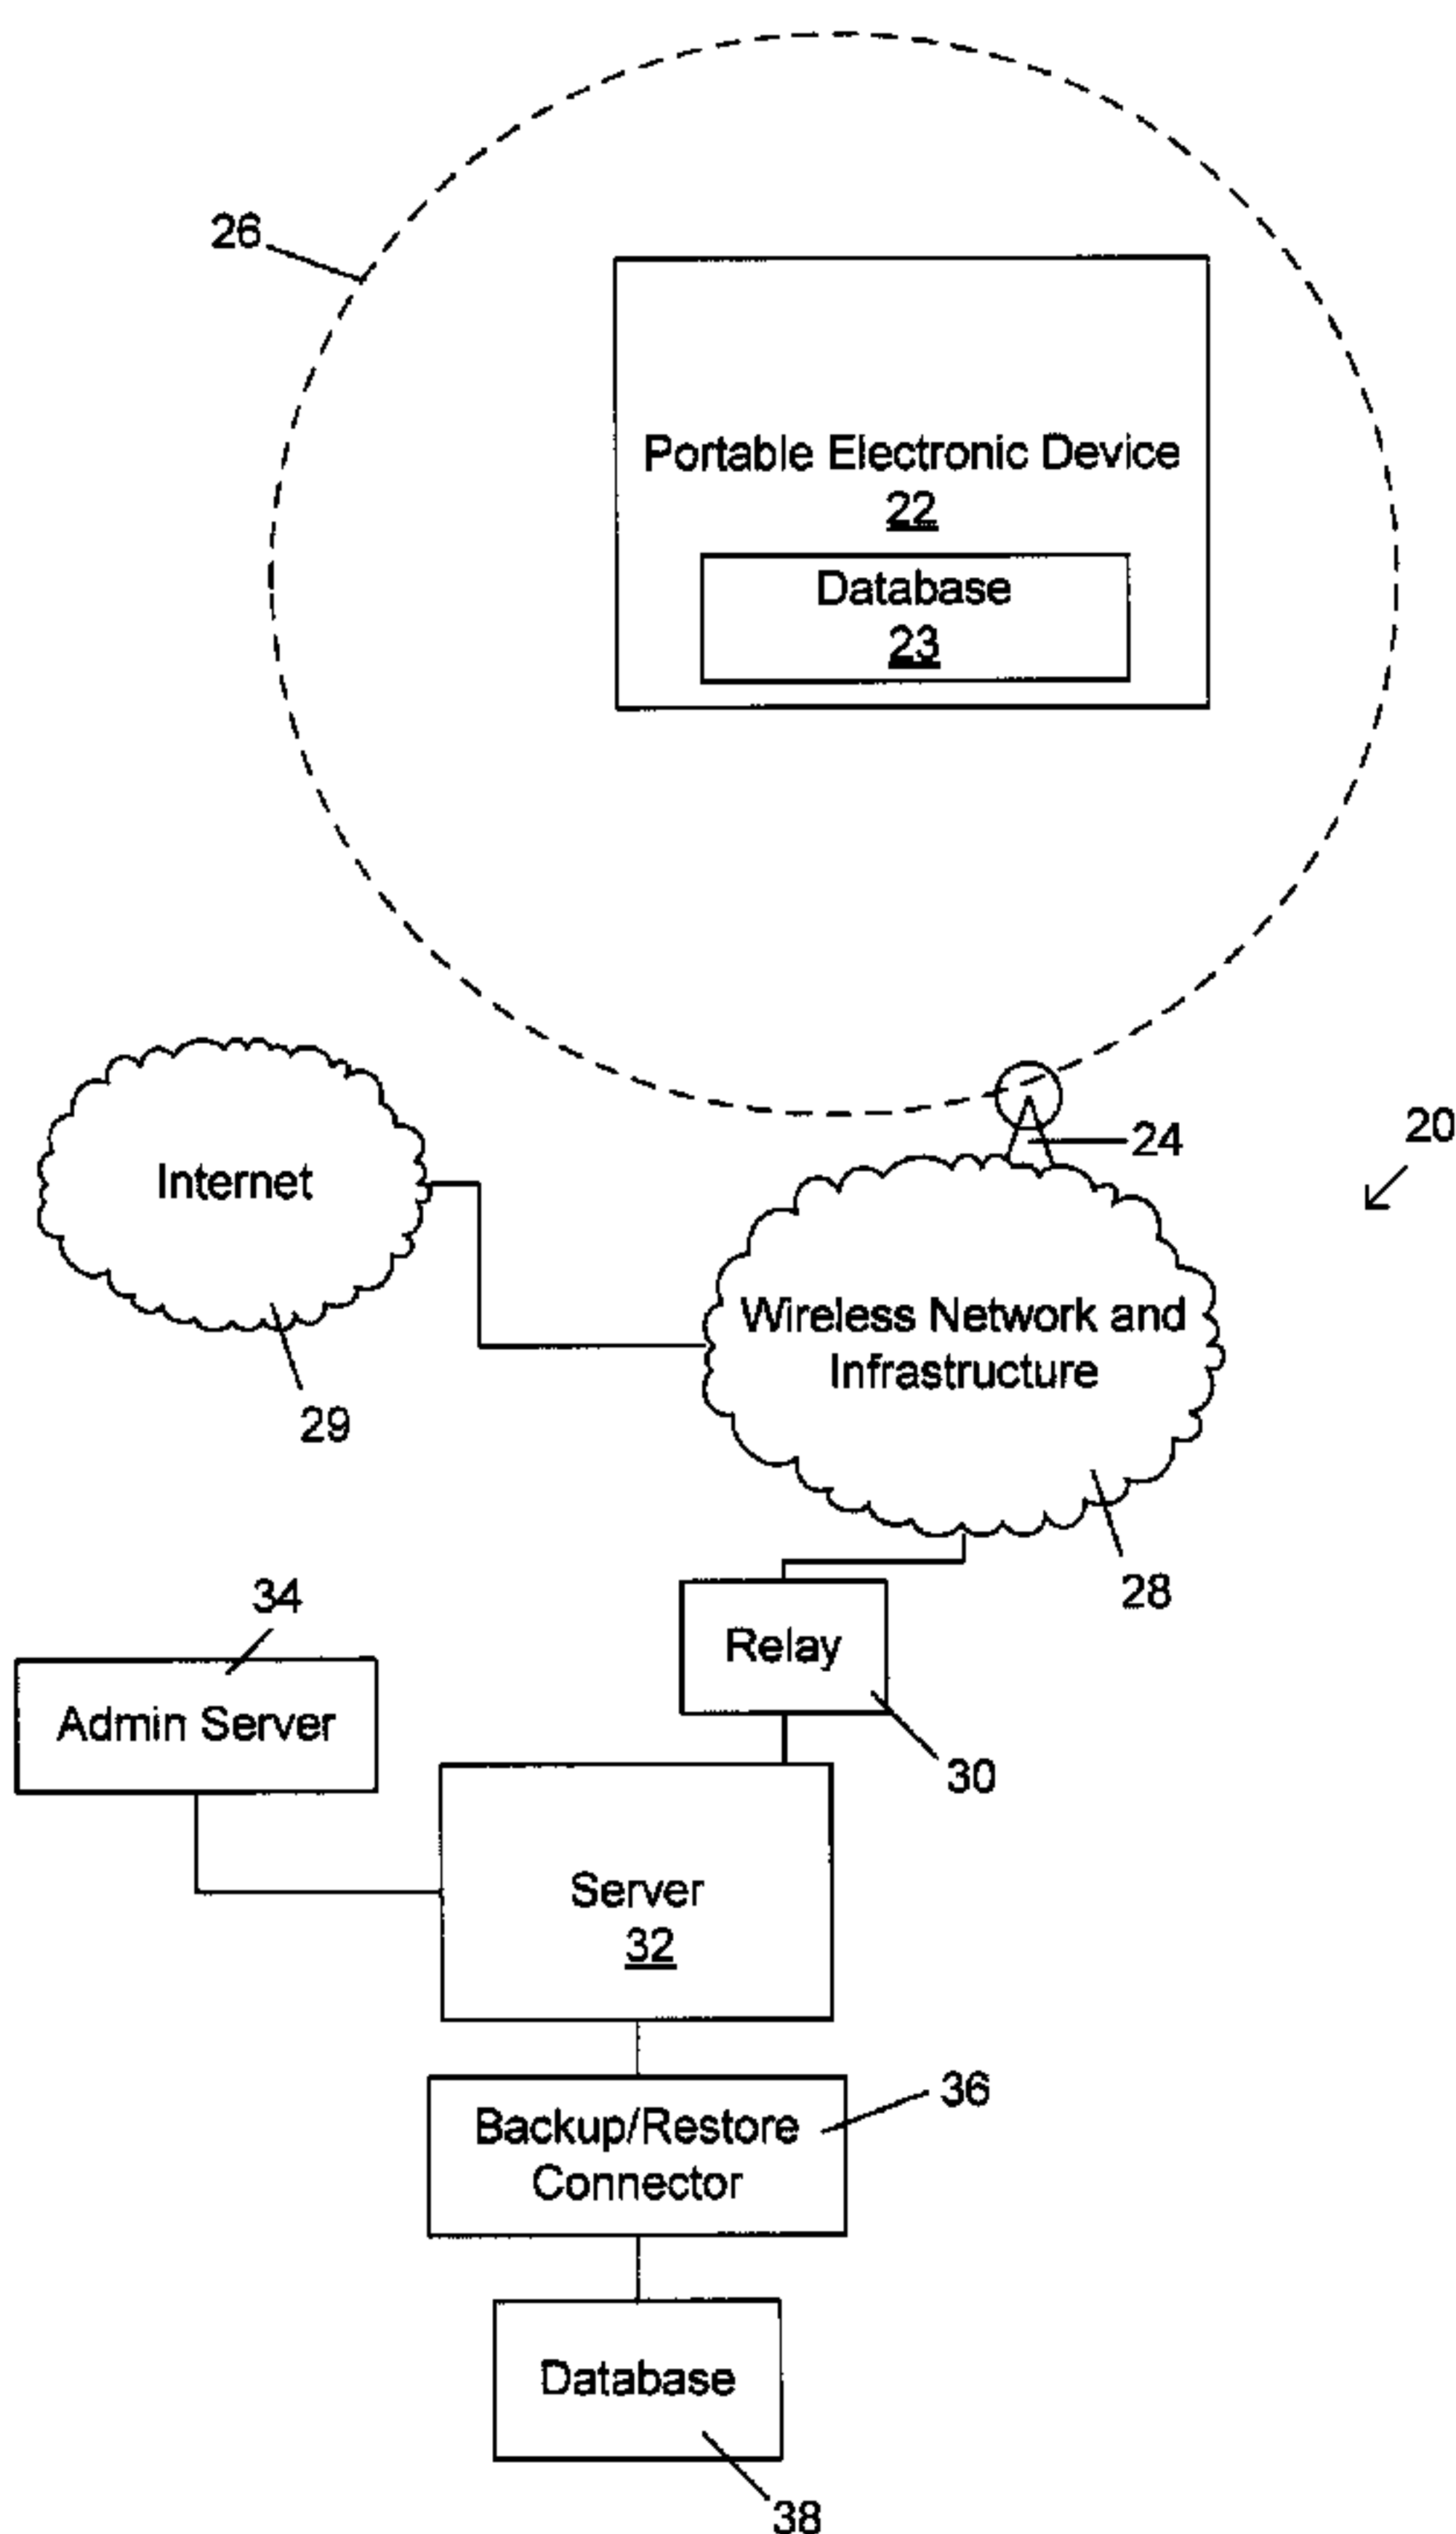 26
Portable Electronic Device
22
Database
23
24
20
Internet
Wireless Network and
Infrastructure
29
28
34
Relay
Admin Server
30
Server
32
36
Backup/Restore
Connector
Database
38